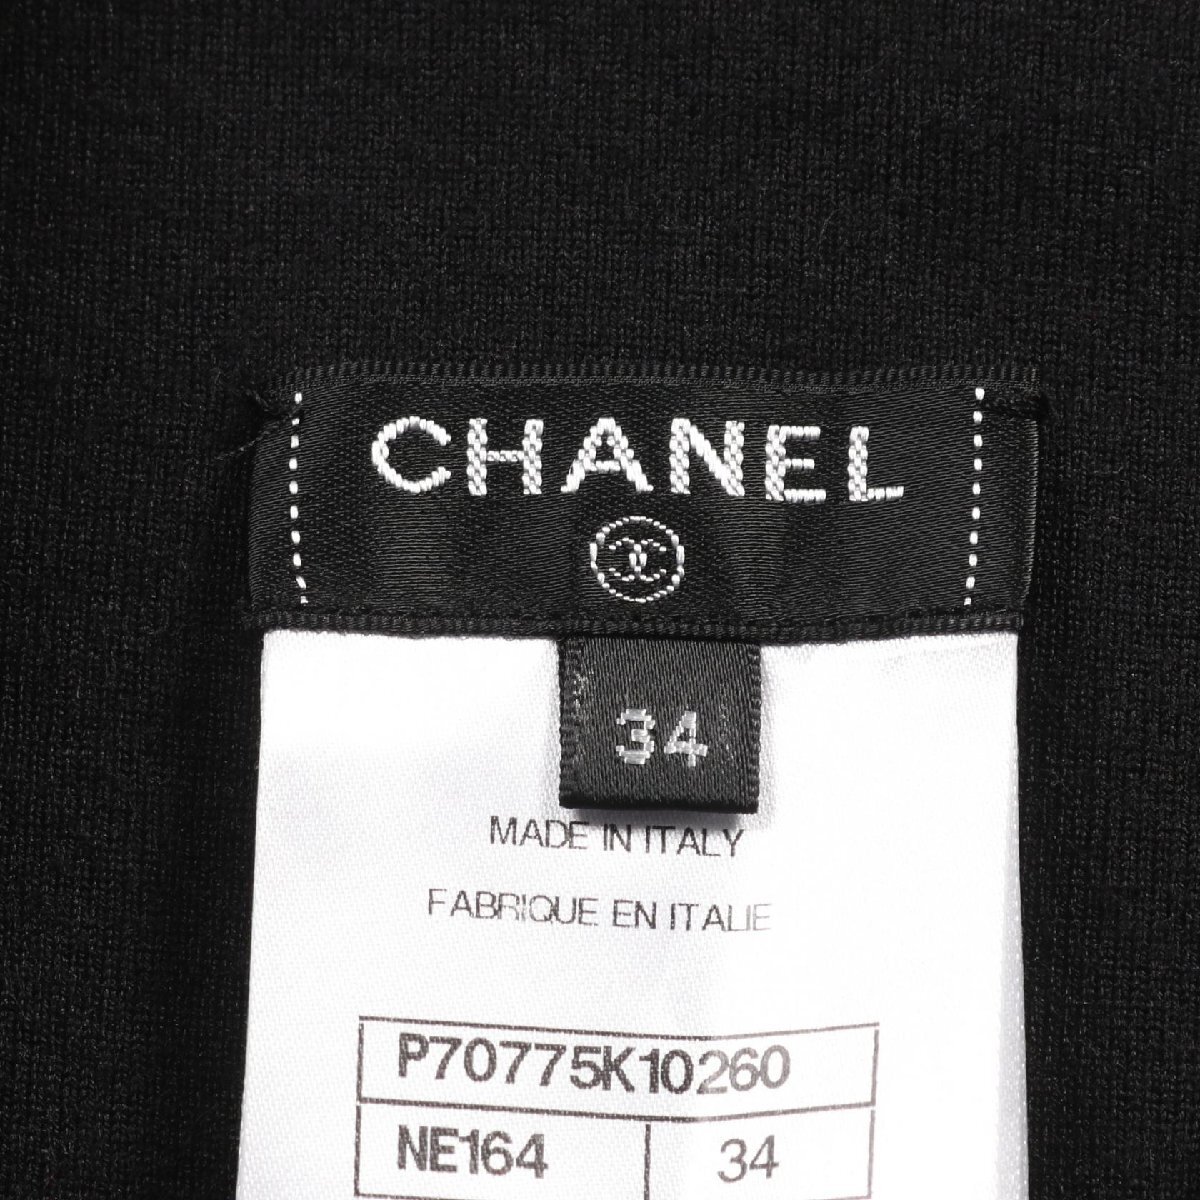 CHANEL
34
MADE IN ITALY
FABRIQUE EN ITALIE
P70775K10260
NE164 34